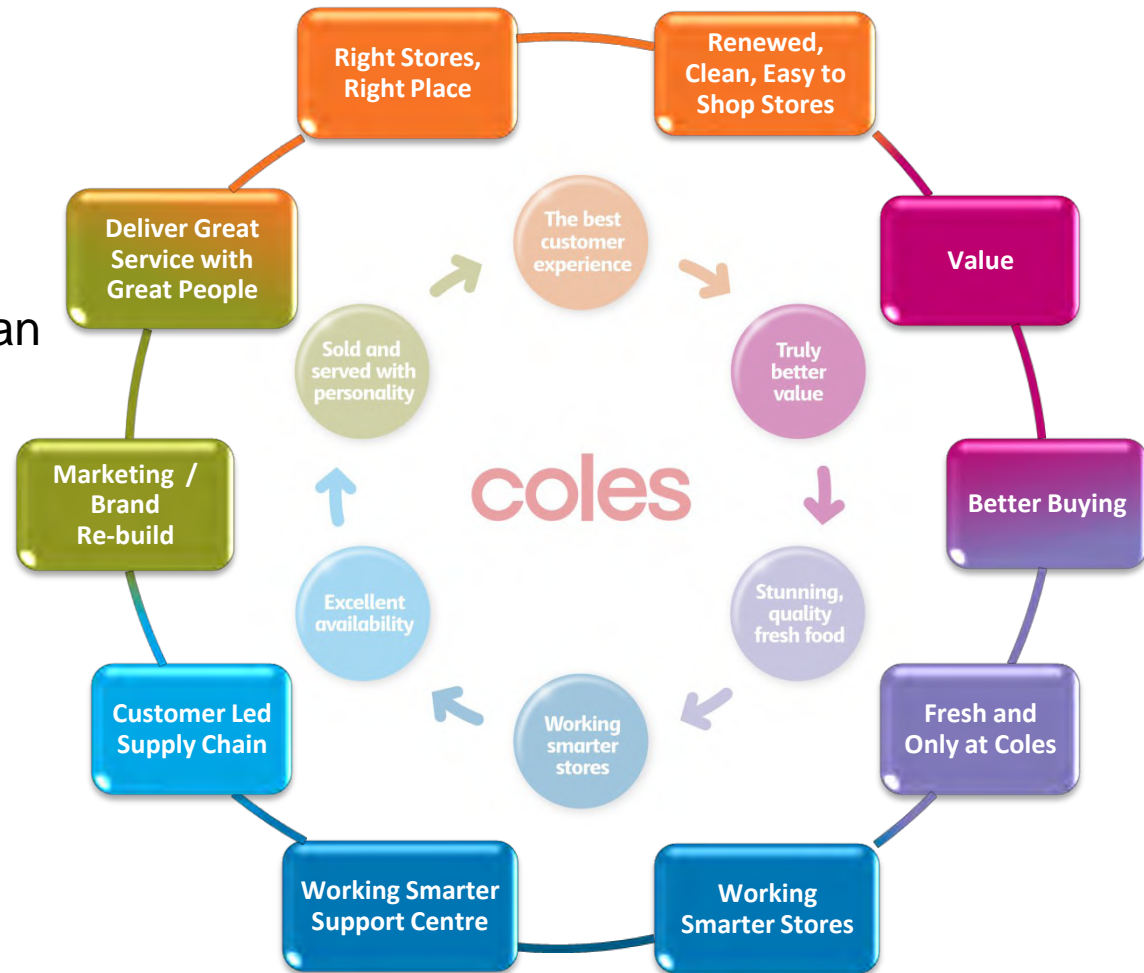 Right Stores,
Right Place
Renewed,
Clean, Easy to
Shop Stores
Deliver Great
Service with
Great People
The best
customer
experience
Value
an
Sold and
served with
personality
Truly
better
value
Marketing /
Brand
Re-build
coles
Better Buying
Excellent
availability
Stunning,
quality
fresh food
Customer Led
Supply Chain
Working
smarter
stores
Fresh and
Only at Coles
Working Smarter
Support Centre
Working
Smarter Stores